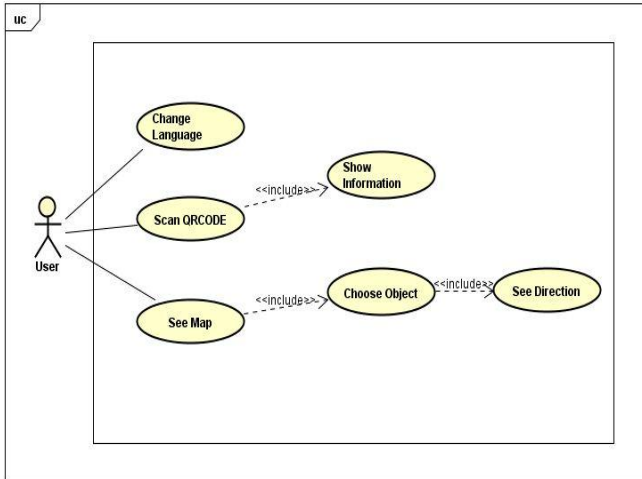 uc
Change
Language
Show
Information
<<include>>
Scan QRCODE
User
<<include>>
<<include>>
Choose Object
See Direction
See Map